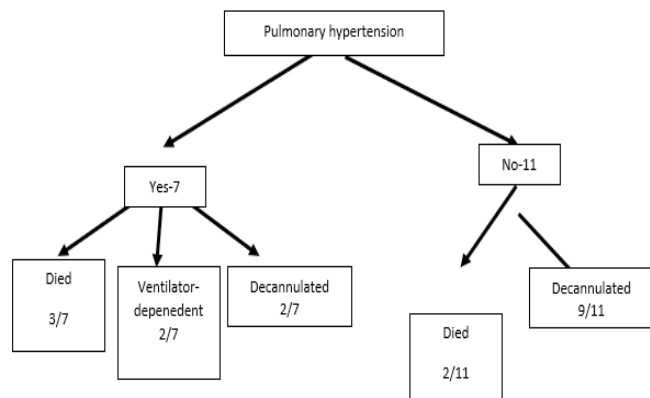 Pulmonary hypertension
Yes-7
No-11
Died
3/7
Ventilator-
depenedent
2/7
Decannulated
2/7
Died
2/11
Decannulated
9/11